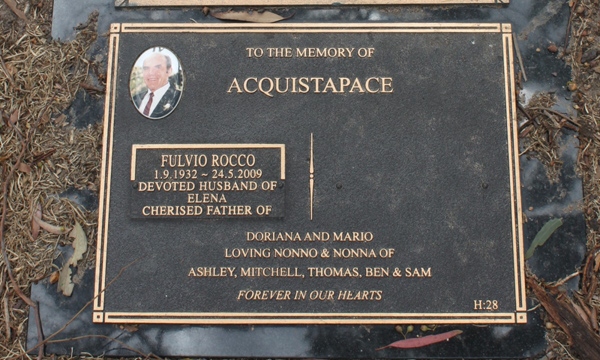 TO THE MEMORY OF
ACQUISTAPACE
FULVIO ROCCO
1.9.1932 ~ 24.5.2009
DEVOTED HUSBAND OF
ELENA
CHERISED FATHER OF
DORIANA AND MARIO
LOVING NONNO & NONNA OF
ASHLEY, MITCHELL, THOMAS, BEN & SAM
FOREVER IN OUR HEARTS
H:28